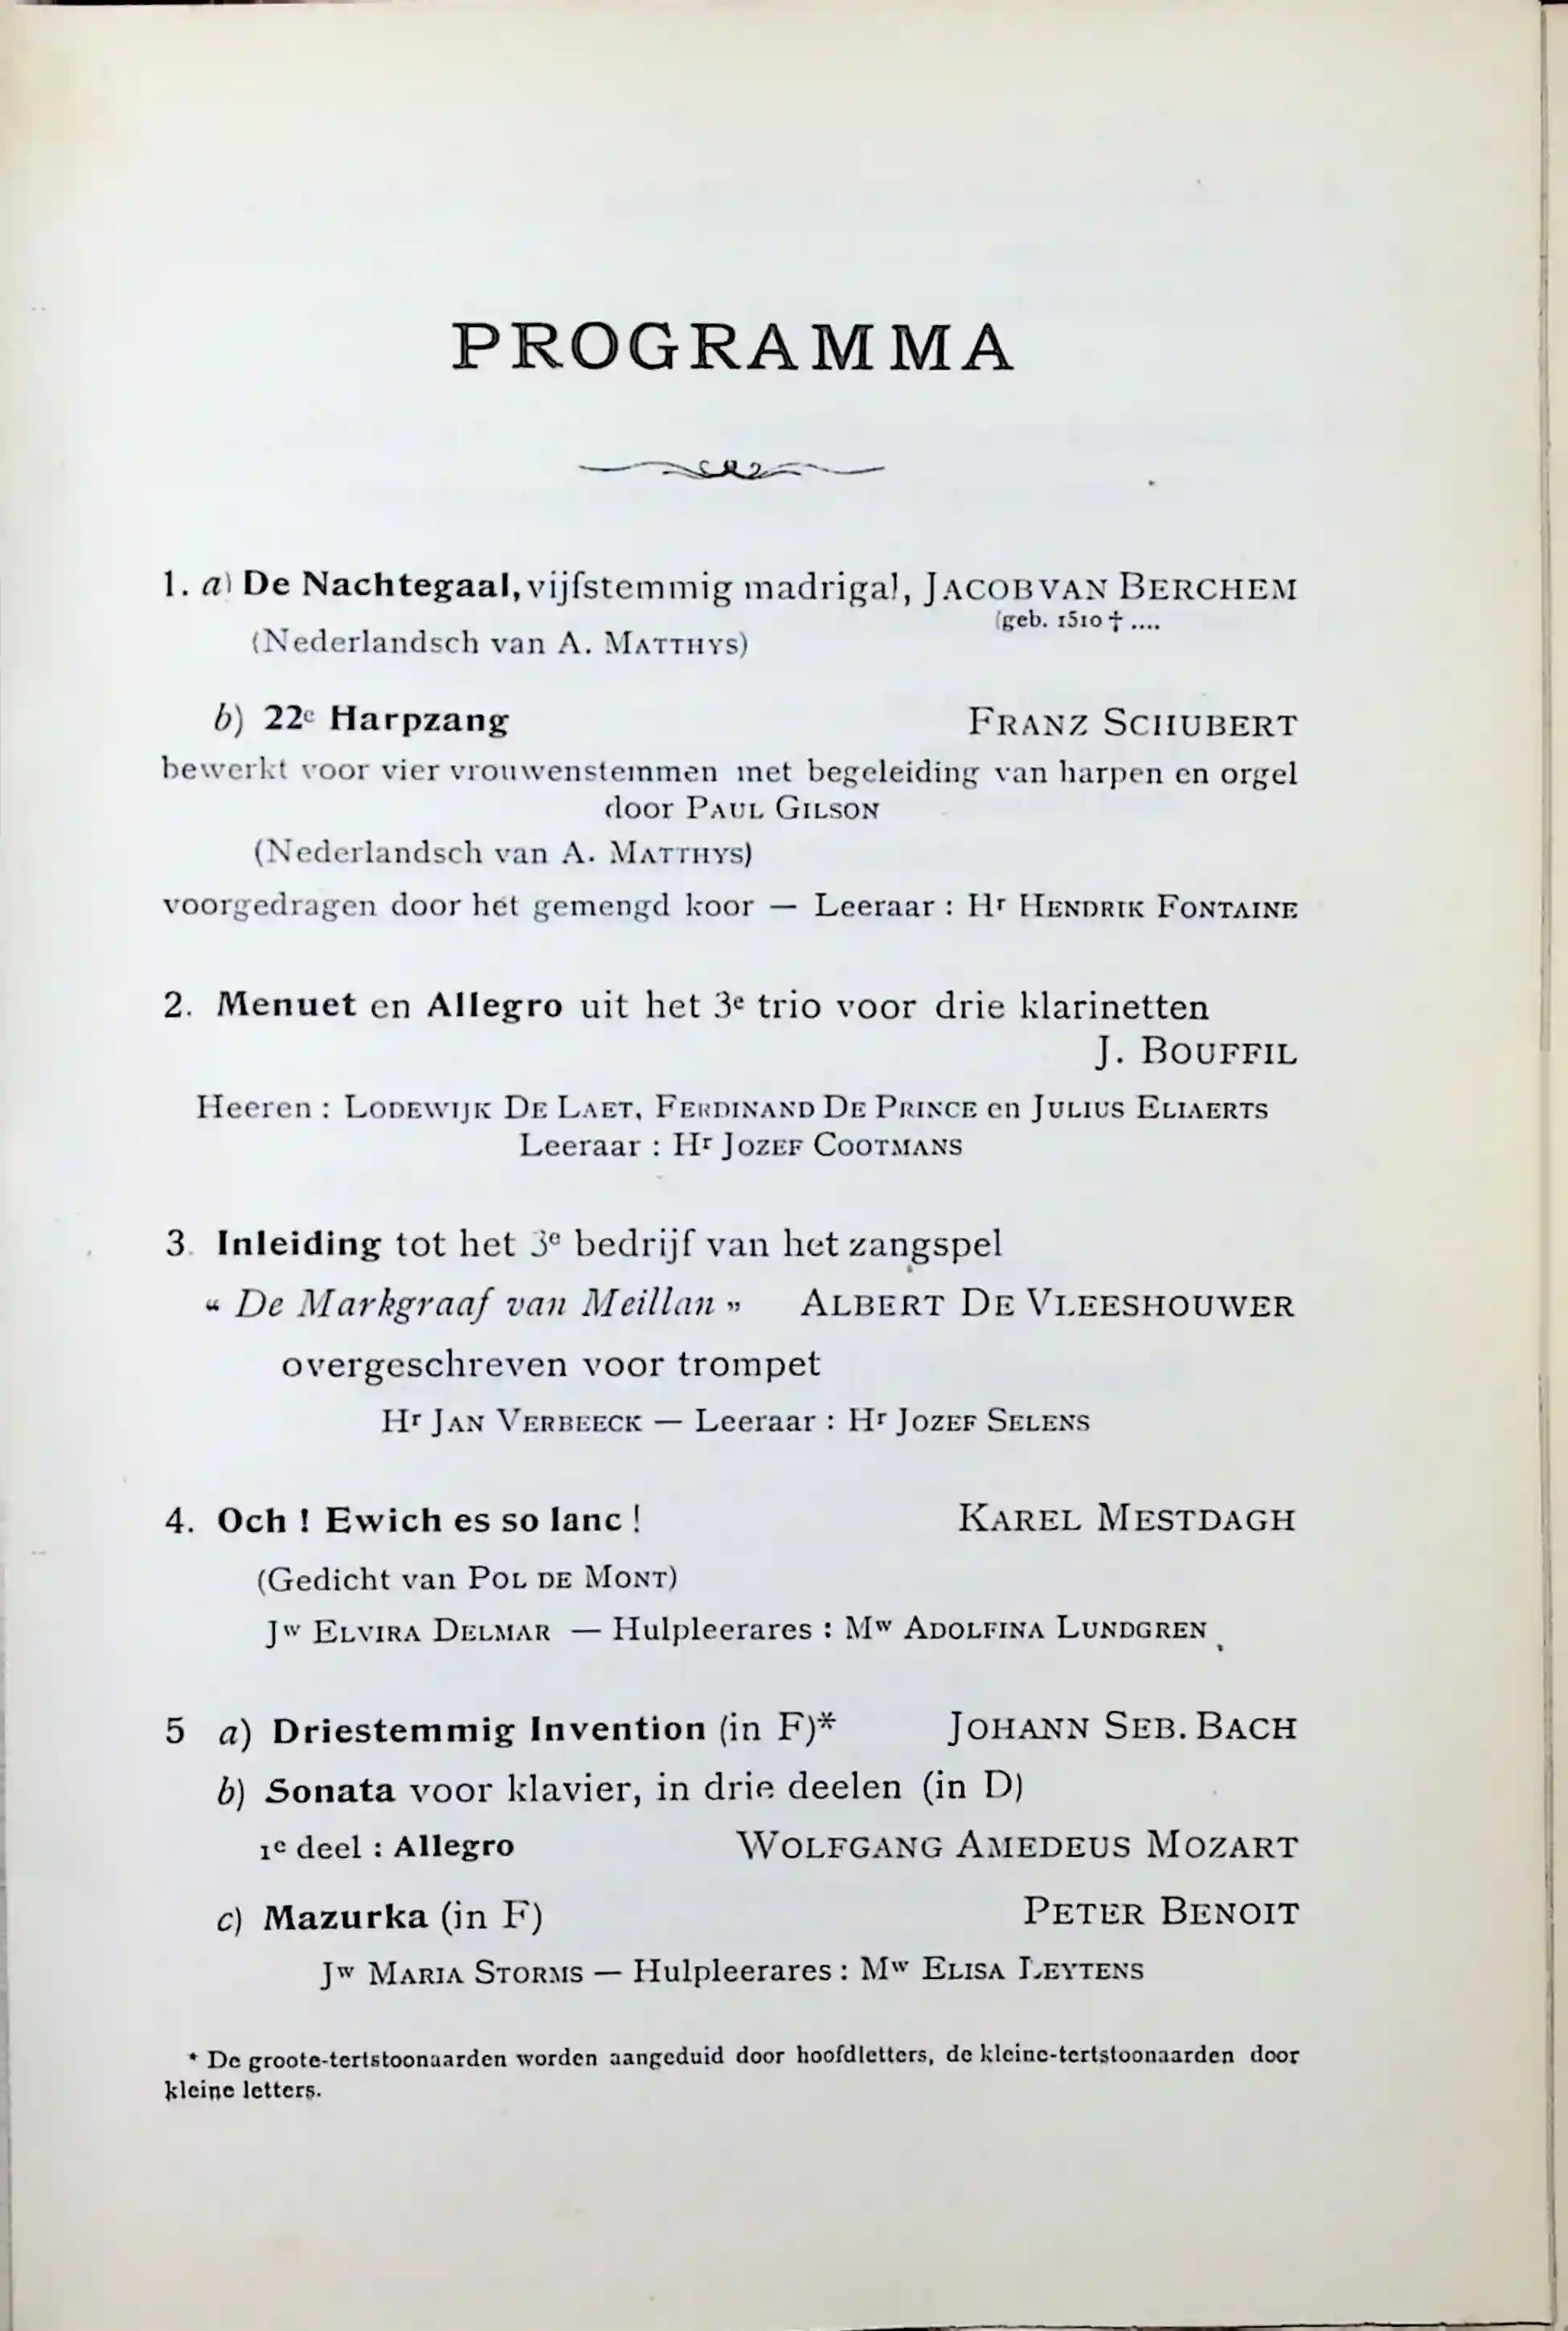 PROGRAMMA
1. a) De Nachtegaal, vijfstemmig madrigal, JACOB VAN BERCHEM
(geb. 1510 † ....
(Nederlandsch van A. MATTHYS)
b) 22e Harpzang FRANZ SCHUBERT
bewerkt voor vier vrouwenstemmen met begeleiding van harpen en orgel
door PAUL GILSON
(Nederlandsch van A. MATTHYS)
voorgedragen door het gemengd koor — Leeraar : Hr HENDRIK FONTAINE
2. Menuet en Allegro uit het 3e trio voor drie klarinetten
J. BOUFFIL
Heeren : LODEWIJK DE LAET, FERDINAND DE PRINCE en JULIUS ELIAERTS
Leeraar : Hr JOZEF COOTMANS
3. Inleiding tot het 3e bedrijf van het zangspel
« De Markgraaf van Meillan » ALBERT DE VLEESHOUWER
overgeschreven voor trompet
Hr JAN VERBEECK — Leeraar : Hr JOZEF SELENS
4. Och ! Ewich es so lanc ! KAREL MESTDAGH
(Gedicht van POL DE MONT)
Jw ELVIRA DELMAR — Hulpleerares : Mw ADOLFINA LUNDGREN
5 a) Driestemmig Invention (in F)* JOHANN SEB. BACH
b) Sonata voor klavier, in drie deelen (in D)
1e deel : Allegro WOLFGANG AMEDEUS MOZART
c) Mazurka (in F) PETER BENOIT
Jw MARIA STORMS — Hulpleerares : Mw ELISA LEYTENS
* De groote-tertstoonaarden worden aangeduid door hoofdletters, de kleine-tertstoonaarden door
kleine letters.